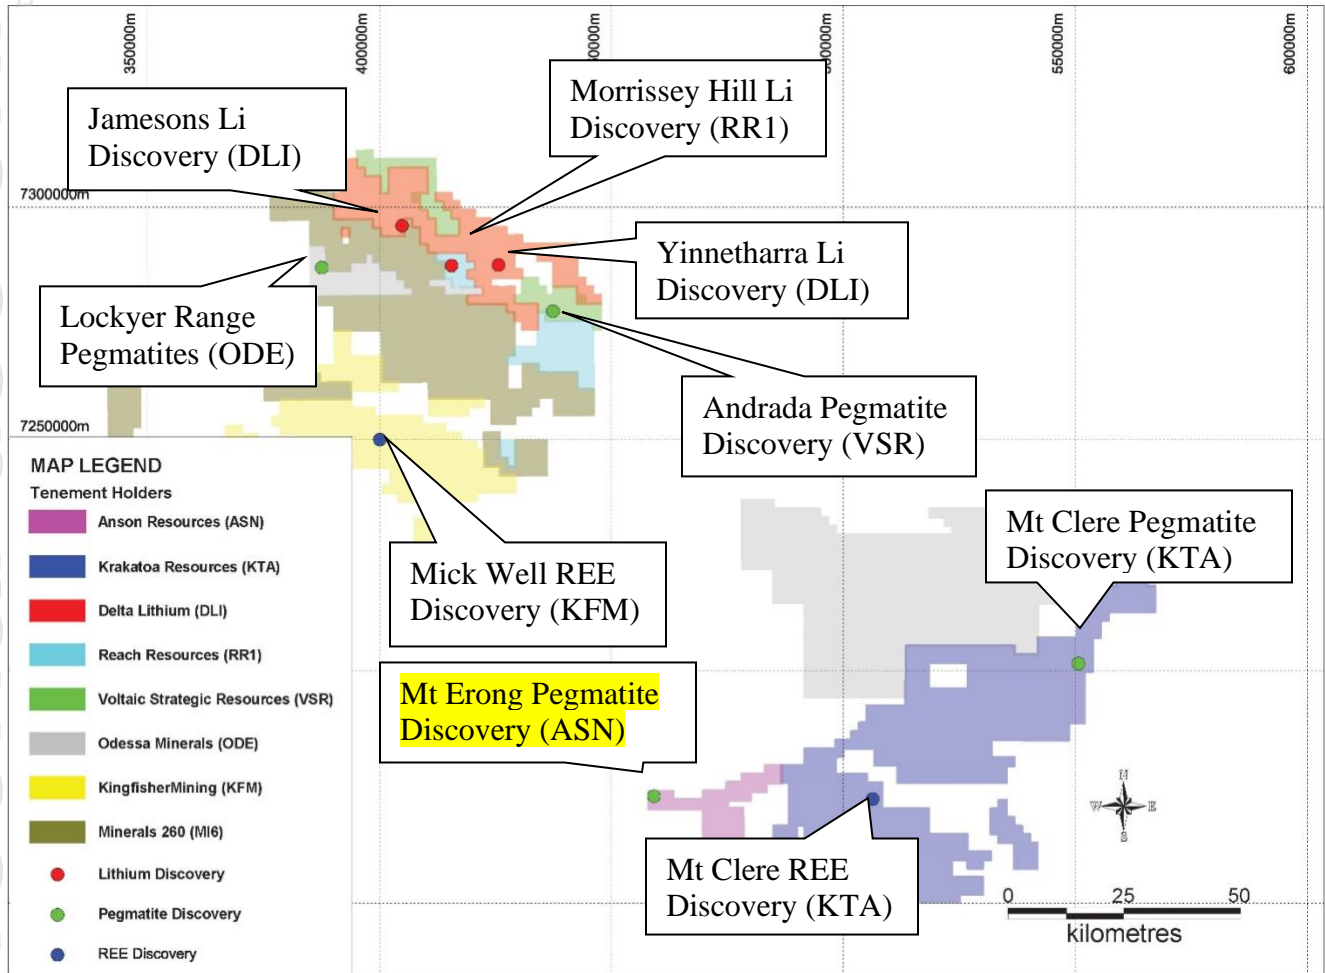 350000m
400000m
550000m
600000m
Jamesons Li
Discovery (DLI)
Morrissey Hill Li
Discovery (RR1)
7300000m
Yinnetharra Li
Discovery (DLI)
Lockyer Range
Pegmatites (ODE)
Andrada Pegmatite
Discovery (VSR)
7250000m
MAP LEGEND
Tenement Holders
Anson Resources (ASN)
Krakatoa Resources (KTA)
Delta Lithium (DLI)
Reach Resources (RR1)
Voltaic Strategic Resources (VSR)
Odessa Minerals (ODE)
KingfisherMining (KFM)
Minerals 260 (MI6)
Lithium Discovery
Pegmatite Discovery
REE Discovery
Mick Well REE
Discovery (KFM)
Mt Clere Pegmatite
Discovery (KTA)
Mt Erong Pegmatite
Discovery (ASN)
Mt Clere REE
Discovery (KTA)
N
W E
S
0 25 50
kilometres